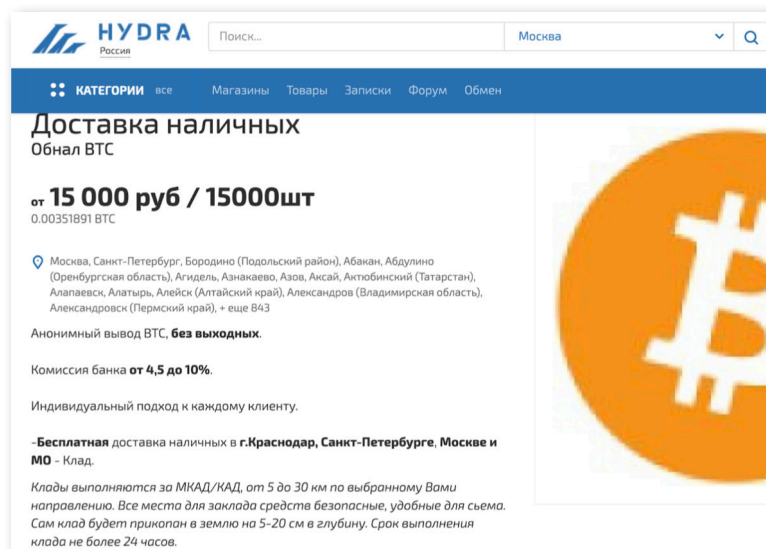 HYDRA
Россия
Поиск...
Москва
КАТЕГОРИИ все Магазины Товары Записки Форум Обмен
Доставка наличных
Обнал BTC
от 15 000 руб / 15000шт
0.00351891 BTC
Москва, Санкт-Петербург, Бородино (Подольский район), Абакан, Абдулино
(Оренбургская область), Агидель, Азнакаево, Азов, Аксай, Актюбинский (Татарстан),
Алапаевск, Алатырь, Алейск (Алтайский край), Александров (Владимирская область),
Александровск (Пермский край), + еще 843
Анонимный вывод BTC, без выходных.
Комиссия банка от 4,5 до 10%.
Индивидуальный подход к каждому клиенту.
-Бесплатная доставка наличных в г.Краснодар, Санкт-Петербурге, Москве и
МО - Клад.
Клады выполняются за МКАД/КАД, от 5 до 30 км по выбранному Вами
направлению. Все места для заклада средств безопасные, удобные для сьема.
Сам клад будет прикопан в землю на 5-20 см в глубину. Срок выполнения
клада не более 24 часов.